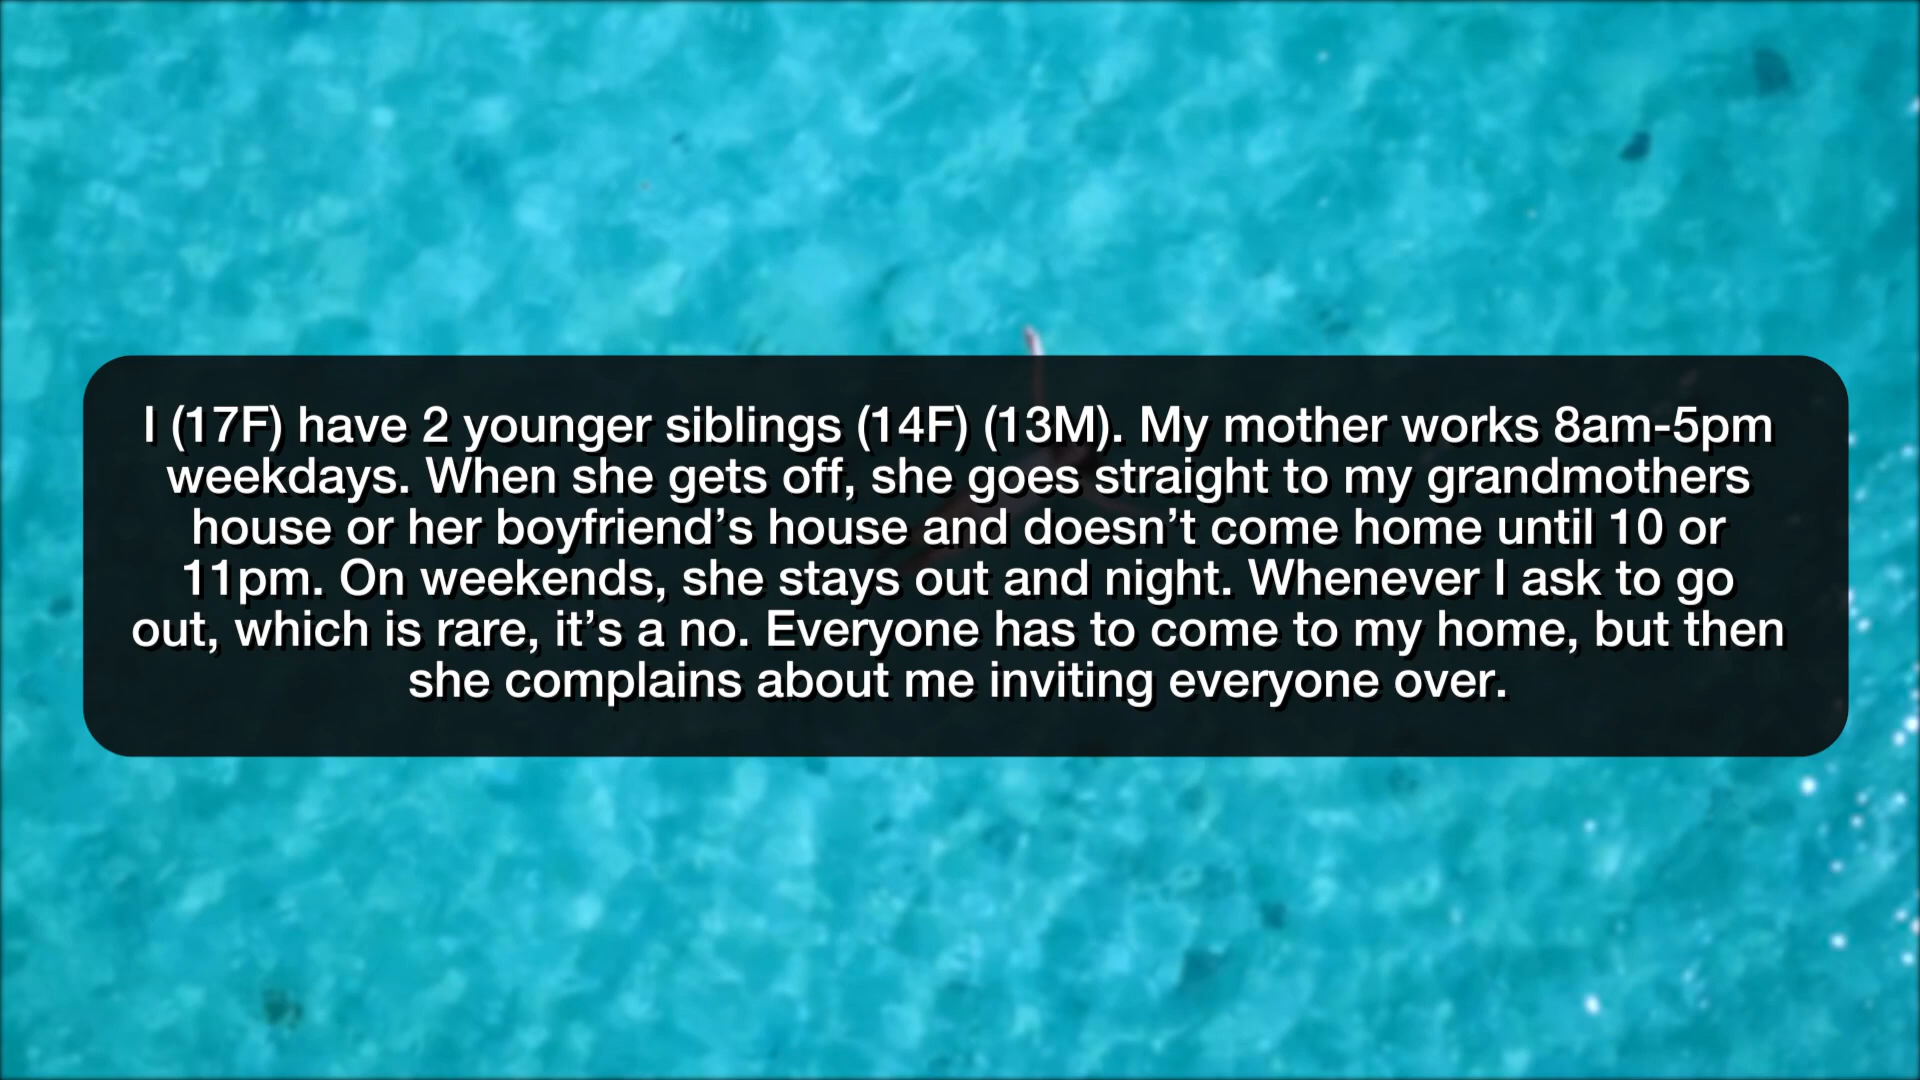 I (17F) have 2 younger siblings (14F) (13M). My mother works 8am-5pm
weekdays. When she gets off, she goes straight to my grandmothers
house or her boyfriend’s house and doesn’t come home until 10 or
11pm. On weekends, she stays out and night. Whenever I ask to go
out, which is rare, it’s a no. Everyone has to come to my home, but then
she complains about me inviting everyone over.